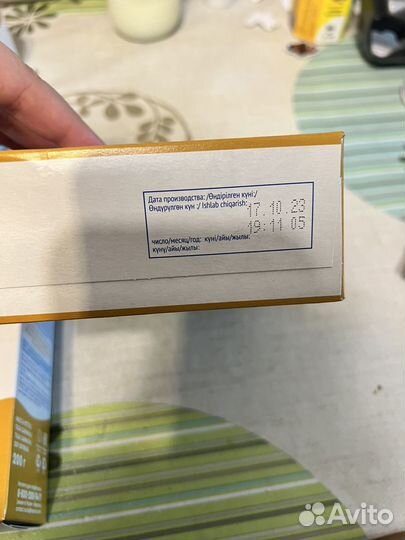 Дата производства: /Өндірілген күні:/
Өндүрүлгөн күн :/ Ishlab chiqarish:
17.10.23
19:11 05
число/месяц/год: күні/айы/жылы:
күнү/айы/жылы:
200 г
Avito